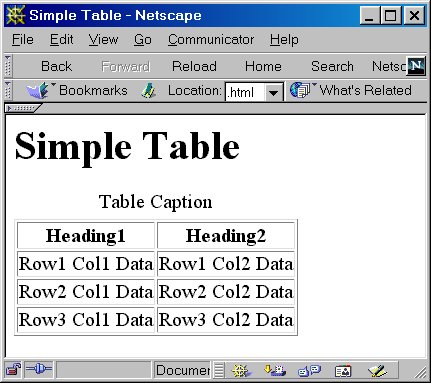 Simple Table - Netscape
File Edit View Go Communicator Help
Back Forward Reload Home Search Netsc N
Bookmarks Location: .html What's Related
Simple Table
Table Caption
Heading1 Heading2
Row1 Col1 Data Row1 Col2 Data
Row2 Col1 Data Row2 Col2 Data
Row3 Col1 Data Row3 Col2 Data
Documer